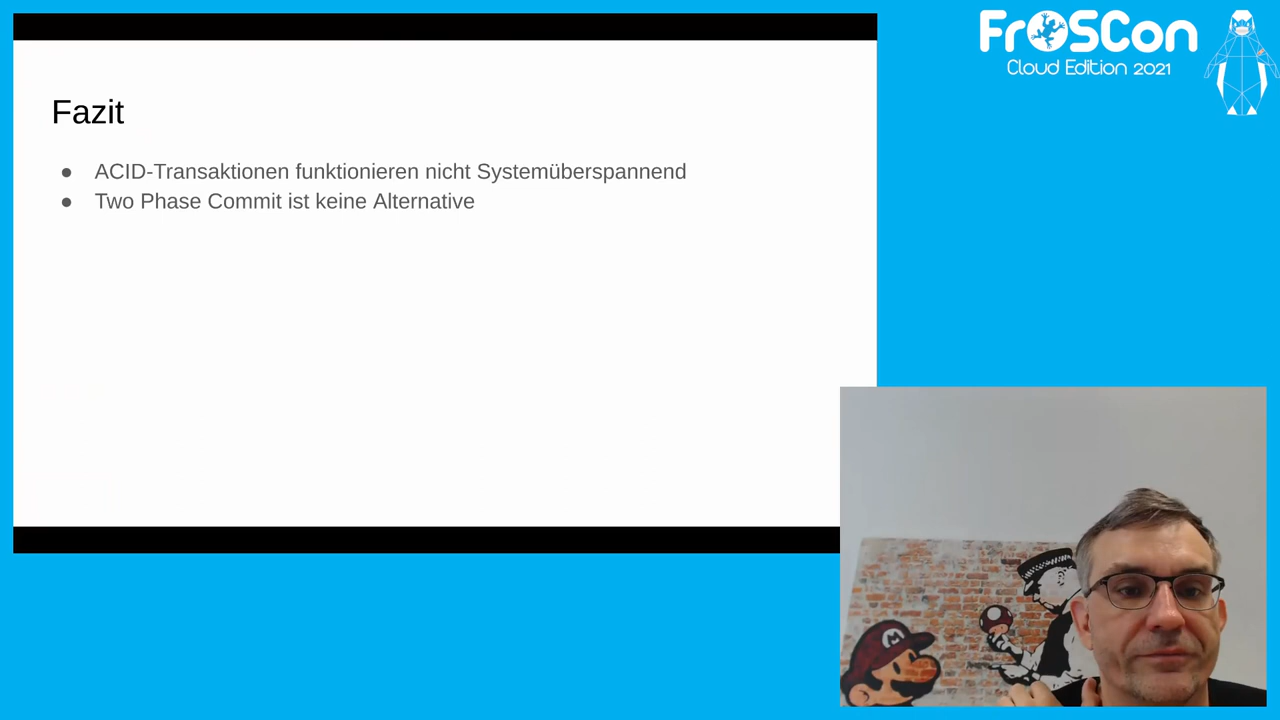 FrOSCon
Cloud Edition 2021
Fazit
● ACID-Transaktionen funktionieren nicht Systemüberspannend
● Two Phase Commit ist keine Alternative
M